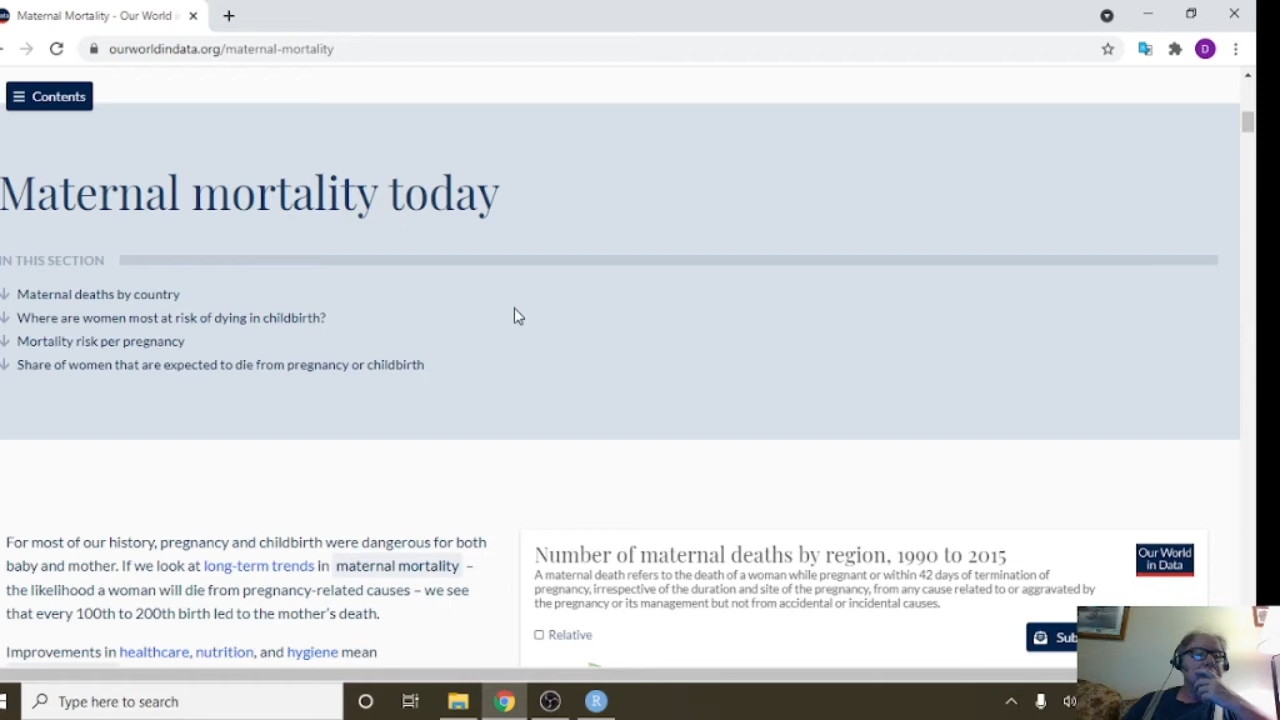 Maternal Mortality - Our World
ourworldindata.org/maternal-mortality
D
Contents
Maternal mortality today
IN THIS SECTION
Maternal deaths by country
Where are women most at risk of dying in childbirth?
Mortality risk per pregnancy
Share of women that are expected to die from pregnancy or childbirth
For most of our history, pregnancy and childbirth were dangerous for both
baby and mother. If we look at long-term trends in maternal mortality –
the likelihood a woman will die from pregnancy-related causes – we see
that every 100th to 200th birth led to the mother's death.
Improvements in healthcare, nutrition, and hygiene mean
Number of maternal deaths by region, 1990 to 2015
Our World
in Data
A maternal death refers to the death of a woman while pregnant or within 42 days of termination of
pregnancy, irrespective of the duration and site of the pregnancy, from any cause related to or aggravated by
the pregnancy or its management but not from accidental or incidental causes.
Relative
Sub
Type here to search
R